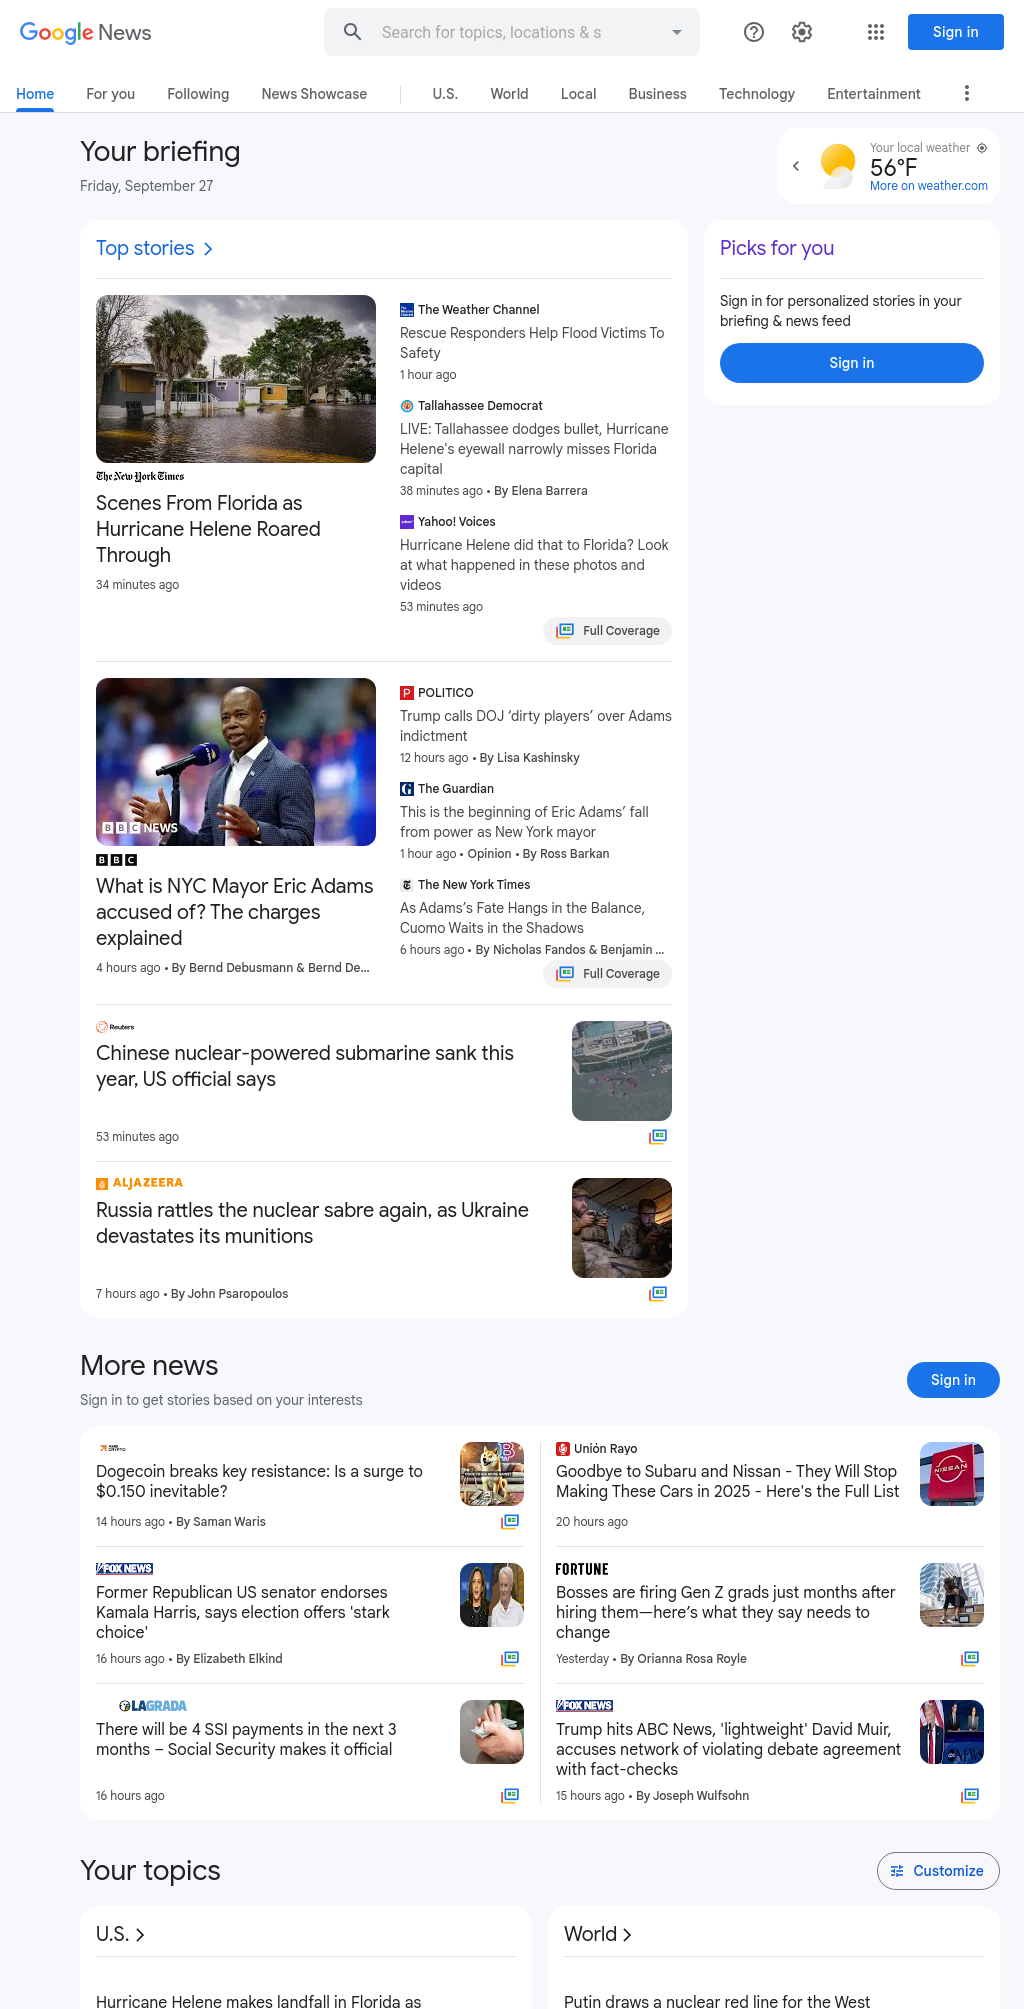 Google News
Search for topics, locations & s
Sign in
Home
For you
Following
News Showcase
U.S.
World
Local
Business
Technology
Entertainment
Your briefing
Friday, September 27
Your local weather
56°F
More on weather.com
Top stories
Picks for you
Sign in for personalized stories in your
briefing & news feed
Sign in
The New York Times
Scenes From Florida as
Hurricane Helene Roared
Through
34 minutes ago
The Weather Channel
Rescue Responders Help Flood Victims To
Safety
1 hour ago
Tallahassee Democrat
LIVE: Tallahassee dodges bullet, Hurricane
Helene's eyewall narrowly misses Florida
capital
38 minutes ago • By Elena Barrera
Yahoo! Voices
Hurricane Helene did that to Florida? Look
at what happened in these photos and
videos
53 minutes ago
Full Coverage
BBC NEWS
BBC
What is NYC Mayor Eric Adams
accused of? The charges
explained
4 hours ago • By Bernd Debusmann & Bernd De...
POLITICO
Trump calls DOJ ‘dirty players’ over Adams
indictment
12 hours ago • By Lisa Kashinsky
The Guardian
This is the beginning of Eric Adams’ fall
from power as New York mayor
1 hour ago • Opinion • By Ross Barkan
The New York Times
As Adams’s Fate Hangs in the Balance,
Cuomo Waits in the Shadows
6 hours ago • By Nicholas Fandos & Benjamin ...
Full Coverage
Reuters
Chinese nuclear-powered submarine sank this
year, US official says
53 minutes ago
ALJAZEERA
Russia rattles the nuclear sabre again, as Ukraine
devastates its munitions
7 hours ago • By John Psaropoulos
More news
Sign in to get stories based on your interests
Sign in
Dogecoin breaks key resistance: Is a surge to
$0.150 inevitable?
14 hours ago • By Saman Waris
FOX NEWS
Former Republican US senator endorses
Kamala Harris, says election offers 'stark
choice'
16 hours ago • By Elizabeth Elkind
LAGRADA
There will be 4 SSI payments in the next 3
months – Social Security makes it official
16 hours ago
Unión Rayo
Goodbye to Subaru and Nissan - They Will Stop
Making These Cars in 2025 - Here's the Full List
20 hours ago
NISSAN
FORTUNE
Bosses are firing Gen Z grads just months after
hiring them—here’s what they say needs to
change
Yesterday • By Orianna Rosa Royle
FOX NEWS
Trump hits ABC News, 'lightweight' David Muir,
accuses network of violating debate agreement
with fact-checks
15 hours ago • By Joseph Wulfsohn
Your topics
Customize
U.S.
World
Hurricane Helene makes landfall in Florida as
Putin draws a nuclear red line for the West